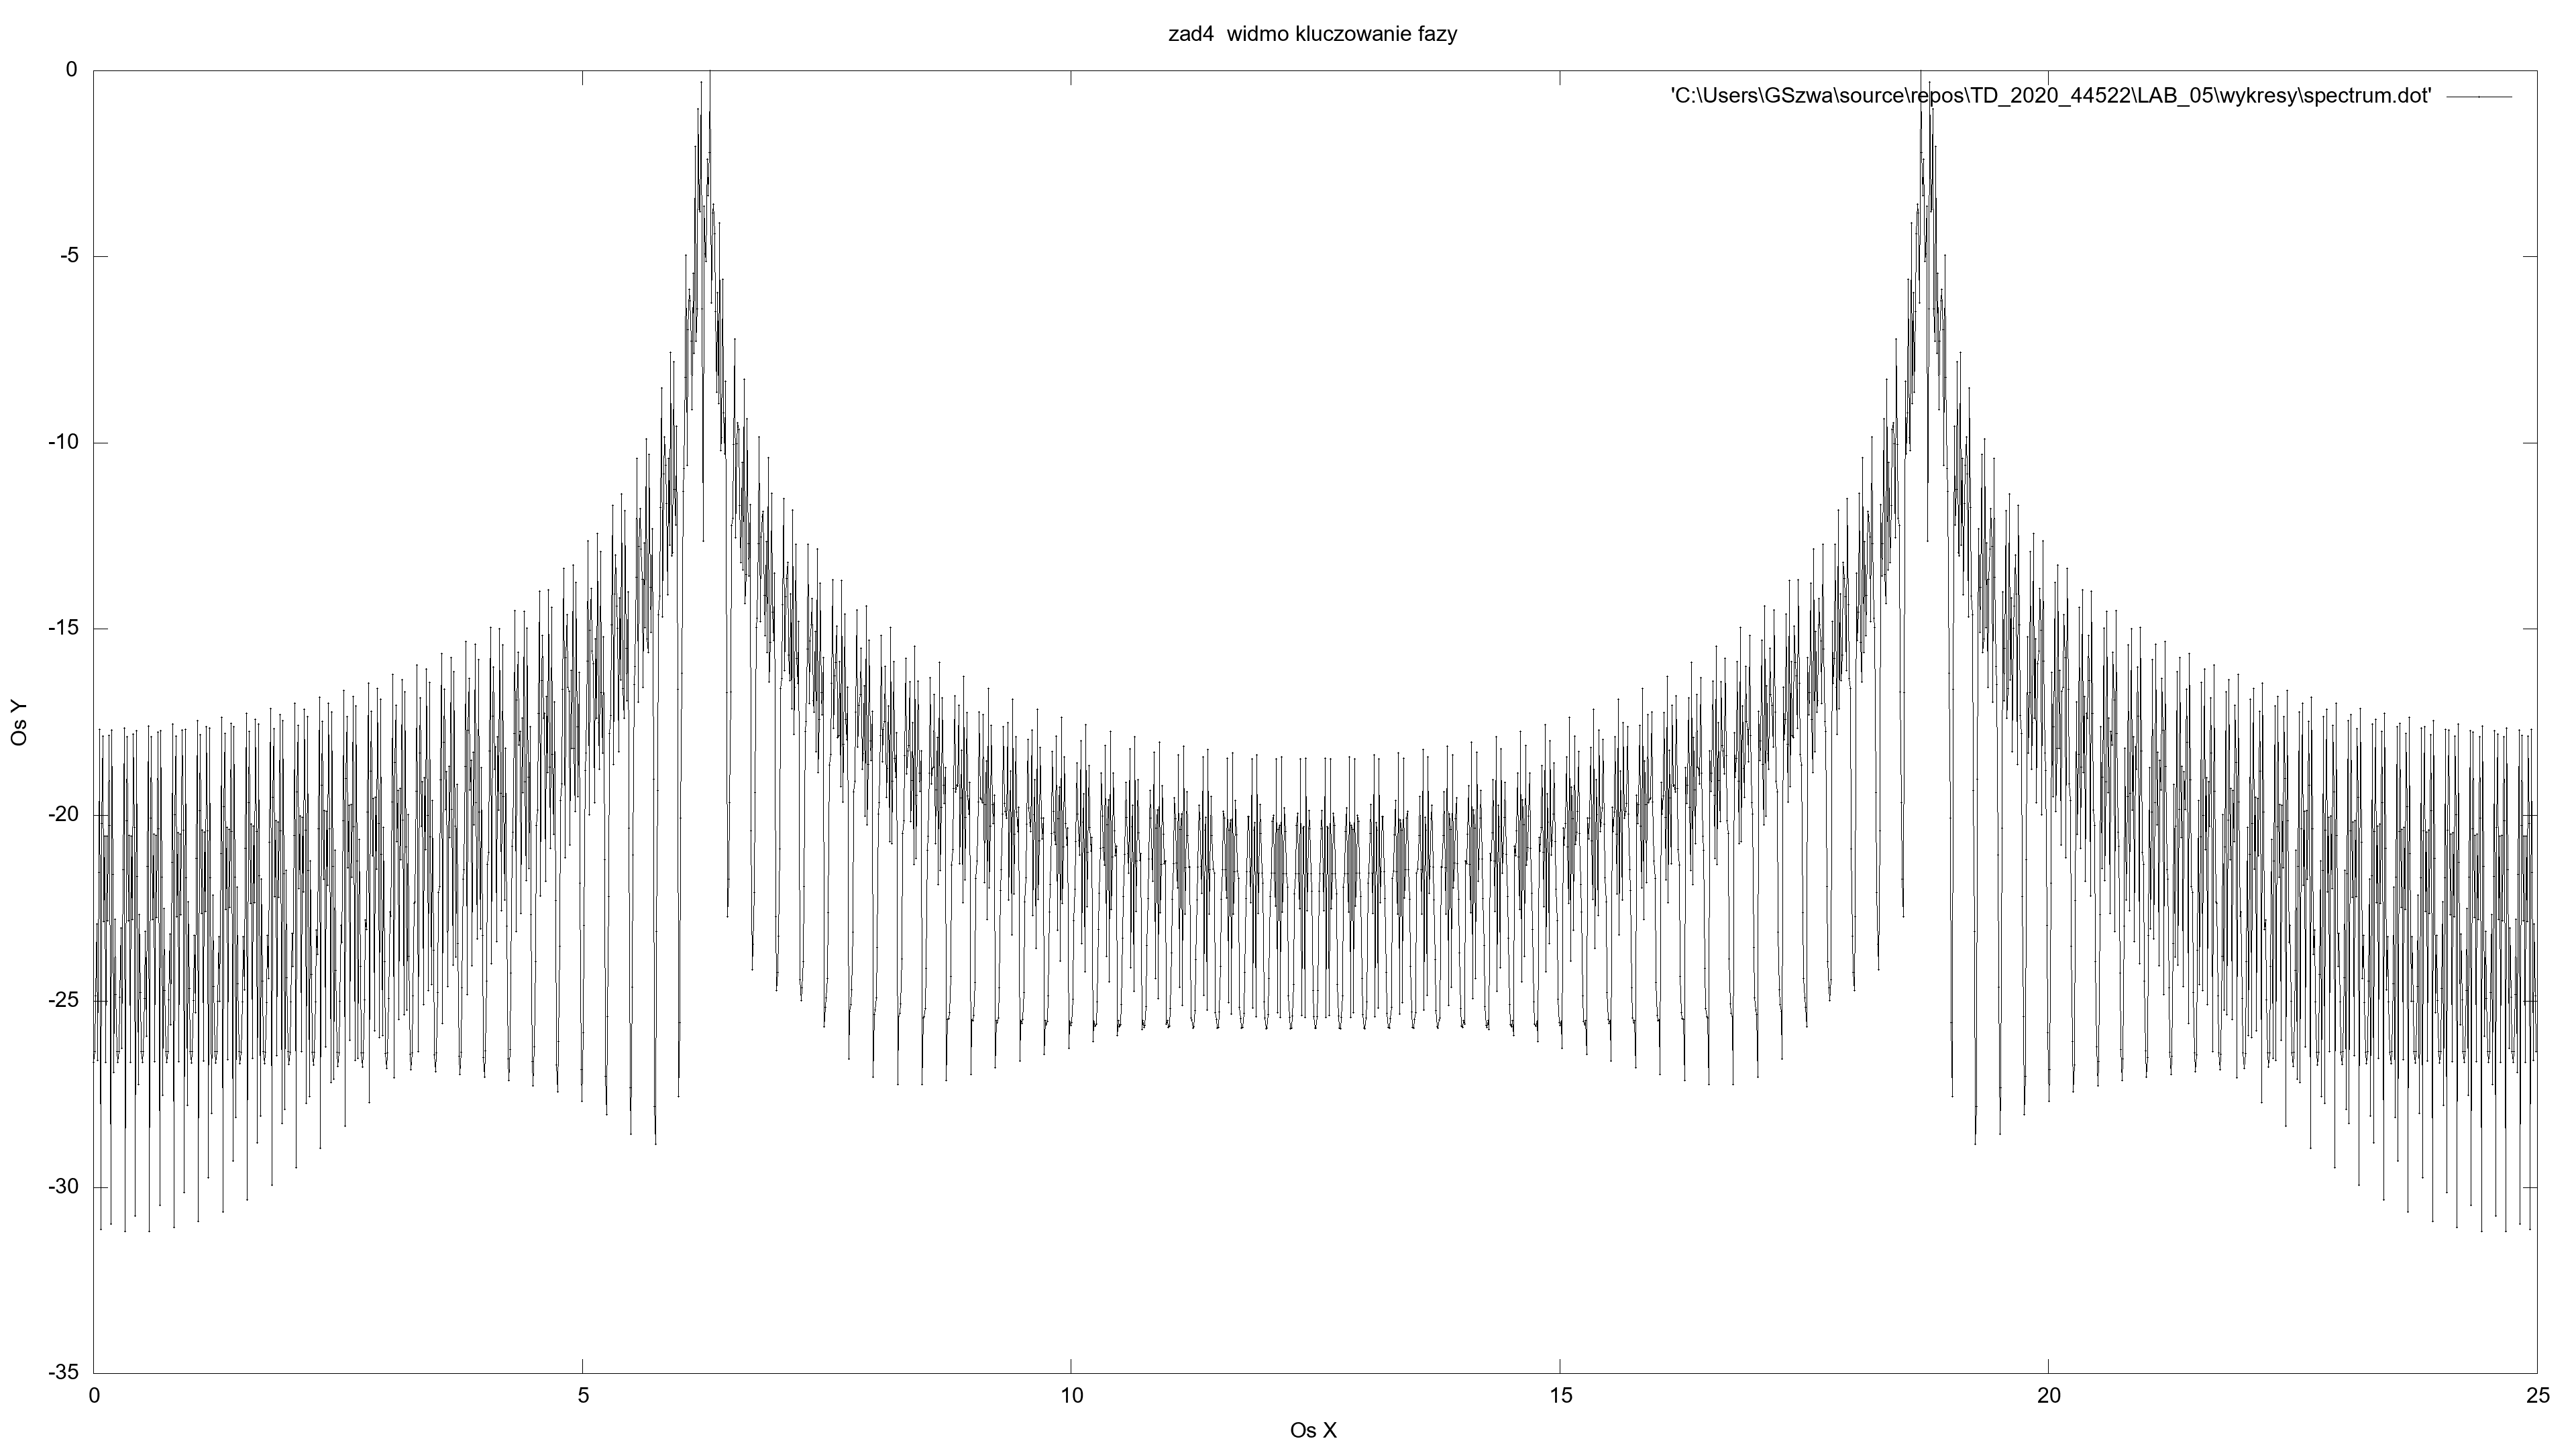 zad4  widmo kluczowanie fazy
'C:\Users\GSzwa\source\repos\TD_2020_44522\LAB_05\wykresy\spectrum.dot'
0
-5
-10
-15
-20
-25
-30
-35
Os Y
0 5 10 15 20 25
Os X